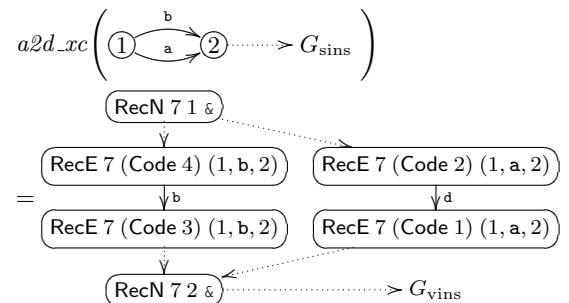 b
a2d_xc ( 1 a 2 G_sins )
RecN 7 1 &
RecE 7 (Code 4) (1, b, 2) RecE 7 (Code 2) (1, a, 2)
= b d
RecE 7 (Code 3) (1, b, 2) RecE 7 (Code 1) (1, a, 2)
RecN 7 2 & G_vins